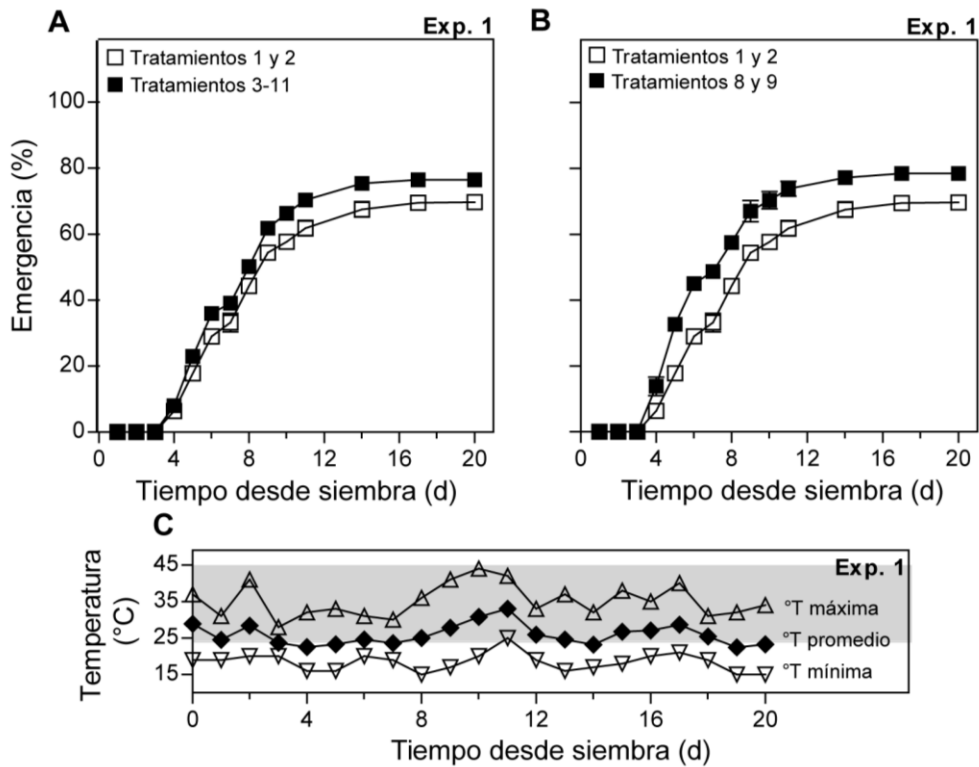 A
Exp. 1
Tratamientos 1 y 2
Tratamientos 3-11
100
80
60
40
20
0
Emergencia (%)
0 4 8 12 16 20
Tiempo desde siembra (d)
B
Exp. 1
Tratamientos 1 y 2
Tratamientos 8 y 9
0 4 8 12 16 20
Tiempo desde siembra (d)
C
Exp. 1
Temperatura
(°C)
45
35
25
15
°T máxima
°T promedio
°T mínima
0 4 8 12 16 20
Tiempo desde siembra (d)